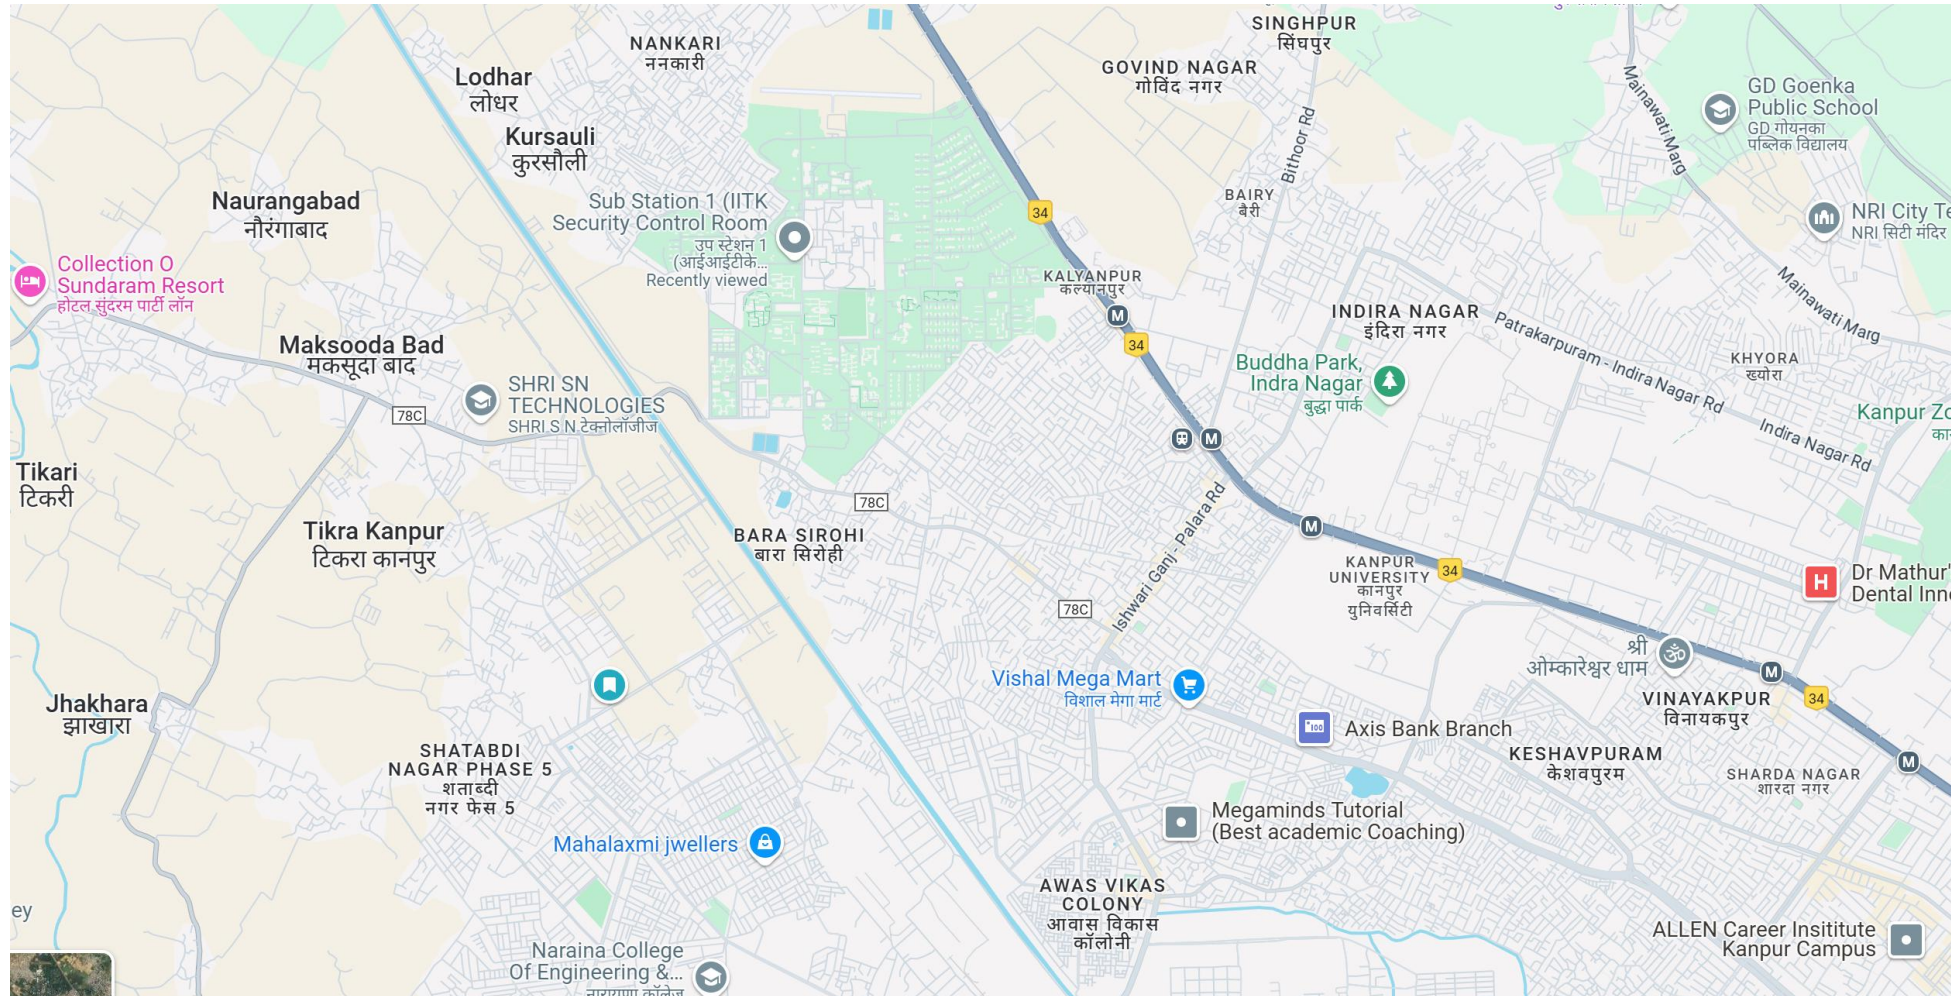 SINGHPUR
सिंघपुर
NANKARI
ननकारी
Lodhar
लोधर
GOVIND NAGAR
गोविंद नगर
Mainawati Marg
GD Goenka
Public School
GD गोयनका
पब्लिक विद्यालय
Kursauli
कुरसौली
Bithoor Rd
BAIRY
बैरी
Naurangabad
नौरंगाबाद
Sub Station 1 (IITK
Security Control Room
उप स्टेशन 1
(आईआईटीके...
Recently viewed
34
NRI City Te
NRI सिटी मंदिर
Collection O
Sundaram Resort
होटल सुंदरम पार्टी लॉन
KALYANPUR
कल्यानपुर
M
34
INDIRA NAGAR
इंदिरा नगर
Mainawati Marg
Patrakarpuram - Indira Nagar Rd
Maksooda Bad
मकसूदा बाद
KHYORA
ख्योरा
Buddha Park,
Indra Nagar
बुद्धा पार्क
SHRI SN
TECHNOLOGIES
SHRI S N टेक्नोलॉजीज
78C
Kanpur Zo
का
Indira Nagar Rd
M
Tikari
टिकरी
78C
Ishwari Ganj - Palara Rd
M
Tikra Kanpur
टिकरा कानपुर
BARA SIROHI
बारा सिरोही
KANPUR
UNIVERSITY
कानपुर
युनिवर्सिटी
34
H
Dr Mathur'
Dental Inn
78C
श्री
ओम्कारेश्वर धाम
ॐ
M
34
Vishal Mega Mart
विशाल मेगा मार्ट
VINAYAKPUR
विनायकपुर
Jhakhara
झाखारा
Axis Bank Branch
100
KESHAVPURAM
केशवपुरम
M
SHATABDI
NAGAR PHASE 5
शताब्दी
नगर फेस 5
SHARDA NAGAR
शारदा नगर
Megaminds Tutorial
(Best academic Coaching)
Mahalaxmi jwellers
AWAS VIKAS
COLONY
आवास विकास
कॉलोनी
ey
ALLEN Career Insititute
Kanpur Campus
Naraina College
Of Engineering &...
नारायणा कॉलेज